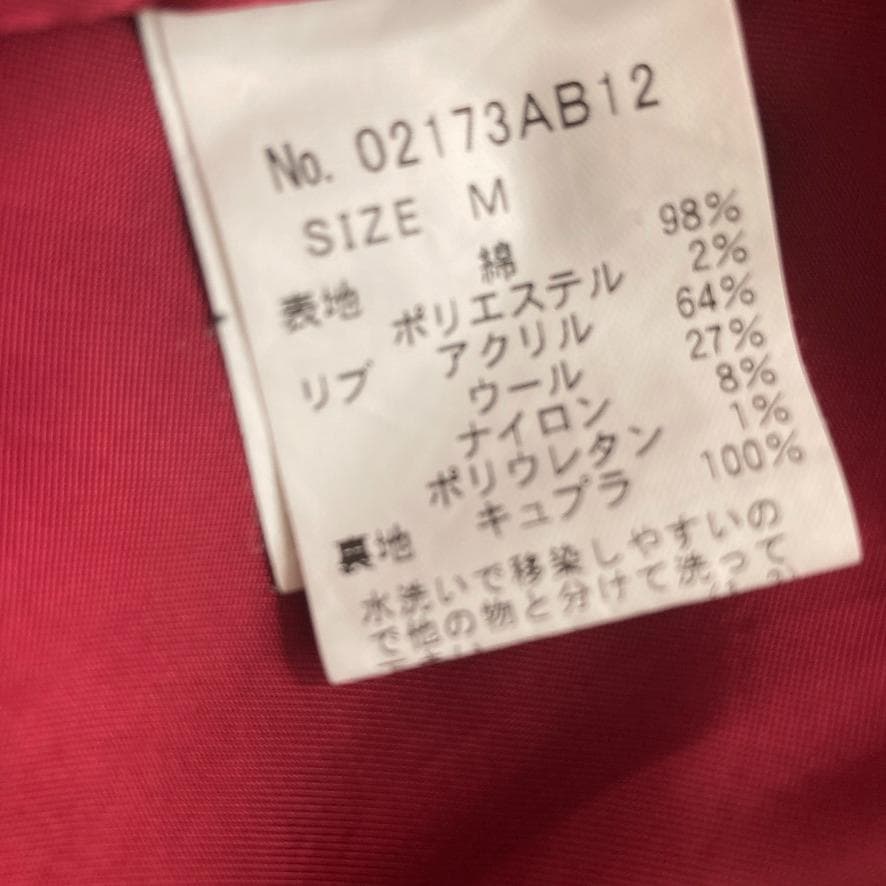 No. 02173AB12
SIZE M
表地 綿 98%
ポリエステル 2%
リブ アクリル 64%
ウール 27%
ナイロン 8%
ポリウレタン 1%
裏地 キュプラ 100%
水洗いで移染しやすいの
で他の物と分けて洗って